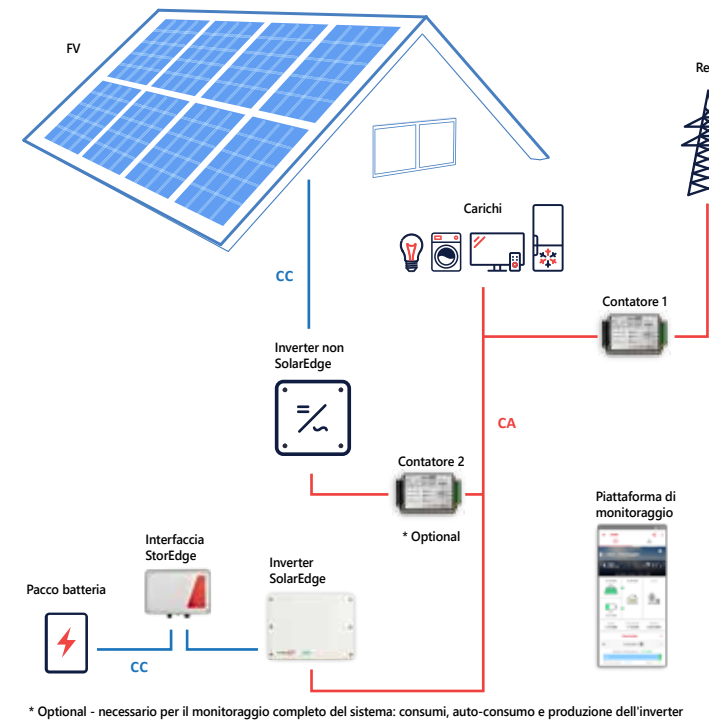 FV
Re
Carichi
CC
Contatore 1
Inverter non
SolarEdge
CA
Contatore 2
* Optional
Piattaforma di
monitoraggio
Interfaccia
StorEdge
Inverter
SolarEdge
Pacco batteria
CC
* Optional - necessario per il monitoraggio completo del sistema: consumi, auto-consumo e produzione dell'inverter